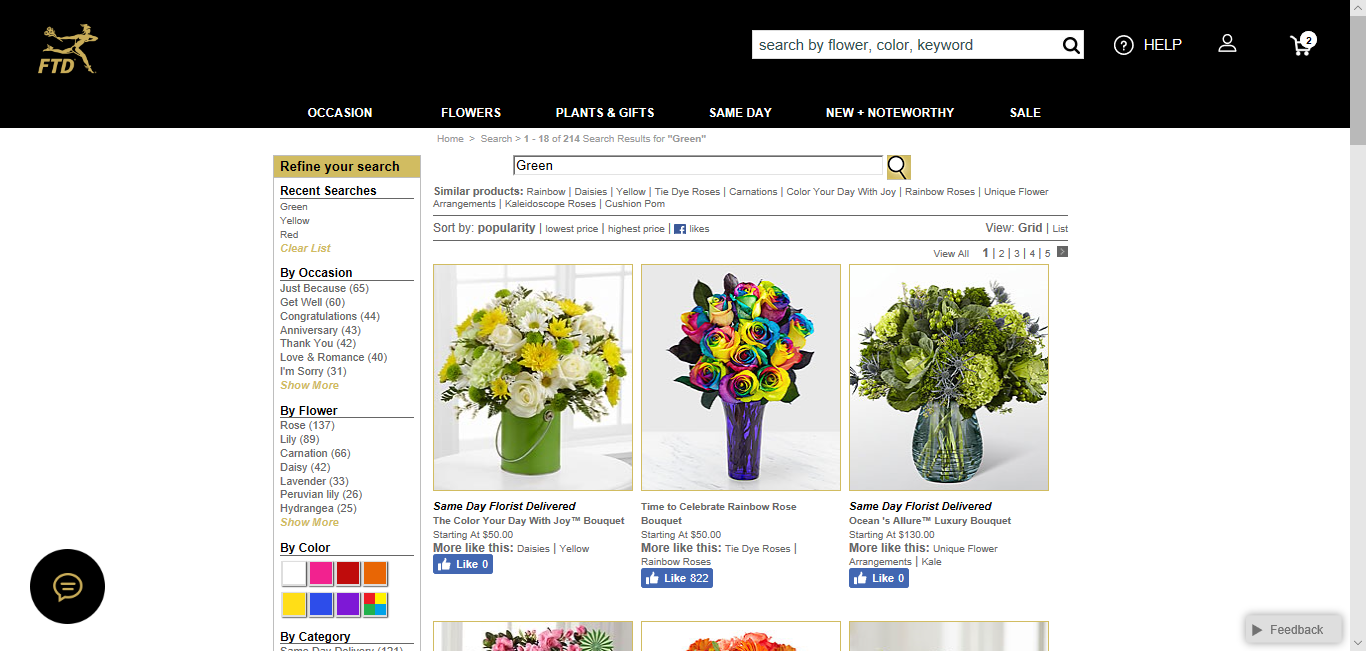 FTD
search by flower, color, keyword
? HELP
2
OCCASION FLOWERS PLANTS & GIFTS SAME DAY NEW + NOTEWORTHY SALE
Home > Search > 1 - 18 of 214 Search Results for "Green"
Refine your search
Recent Searches
Green
Yellow
Red
Clear List
By Occasion
Just Because (65)
Get Well (60)
Congratulations (44)
Anniversary (43)
Thank You (42)
Love & Romance (40)
I'm Sorry (31)
Show More
By Flower
Rose (137)
Lily (89)
Carnation (66)
Daisy (42)
Lavender (33)
Peruvian lily (26)
Hydrangea (25)
Show More
By Color
By Category
Same Day Delivery (121)
Green
Similar products: Rainbow | Daisies | Yellow | Tie Dye Roses | Carnations | Color Your Day With Joy | Rainbow Roses | Unique Flower
Arrangements | Kaleidoscope Roses | Cushion Pom
Sort by: popularity | lowest price | highest price | f likes
View: Grid | List
View All 1 | 2 | 3 | 4 | 5 >
Same Day Florist Delivered
The Color Your Day With Joy™ Bouquet
Starting At $50.00
More like this: Daisies | Yellow
Like 0
Time to Celebrate Rainbow Rose
Bouquet
Starting At $50.00
More like this: Tie Dye Roses |
Rainbow Roses
Like 822
Same Day Florist Delivered
Ocean 's Allure™ Luxury Bouquet
Starting At $130.00
More like this: Unique Flower
Arrangements | Kale
Like 0
Feedback